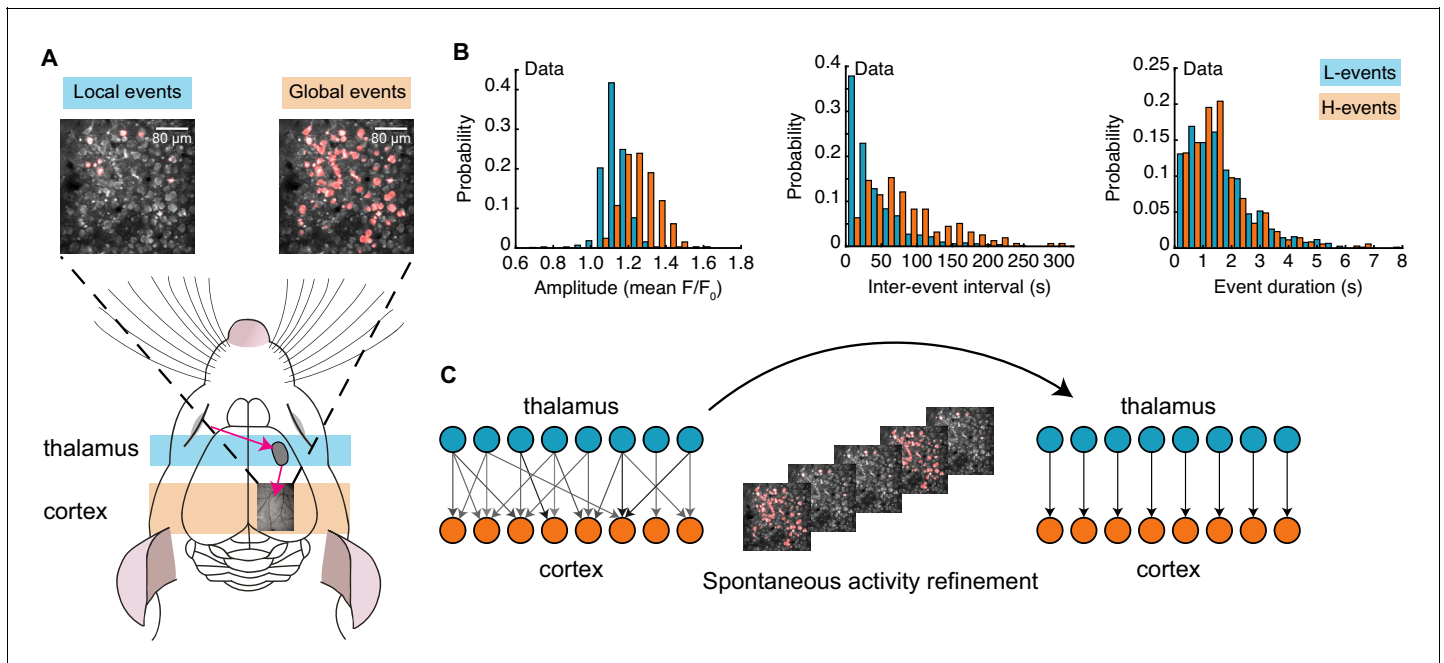 A
Local events
Global events
80 µm
80 µm
thalamus
cortex
B
Data
0.4
0.3
0.2
0.1
0
Probability
0.6 0.8 1.0 1.2 1.4 1.6 1.8
Amplitude (mean F/F0)
Data
0.4
0.3
0.4
0.2
0.1
0
Probability
0 50 100 150 200 250 300
Inter-event interval (s)
Data
0.25
0.20
0.15
0.10
0.05
0
Probability
0 1 2 3 4 5 6 7 8
Event duration (s)
L-events
H-events
C
thalamus
cortex
Spontaneous activity refinement
thalamus
cortex